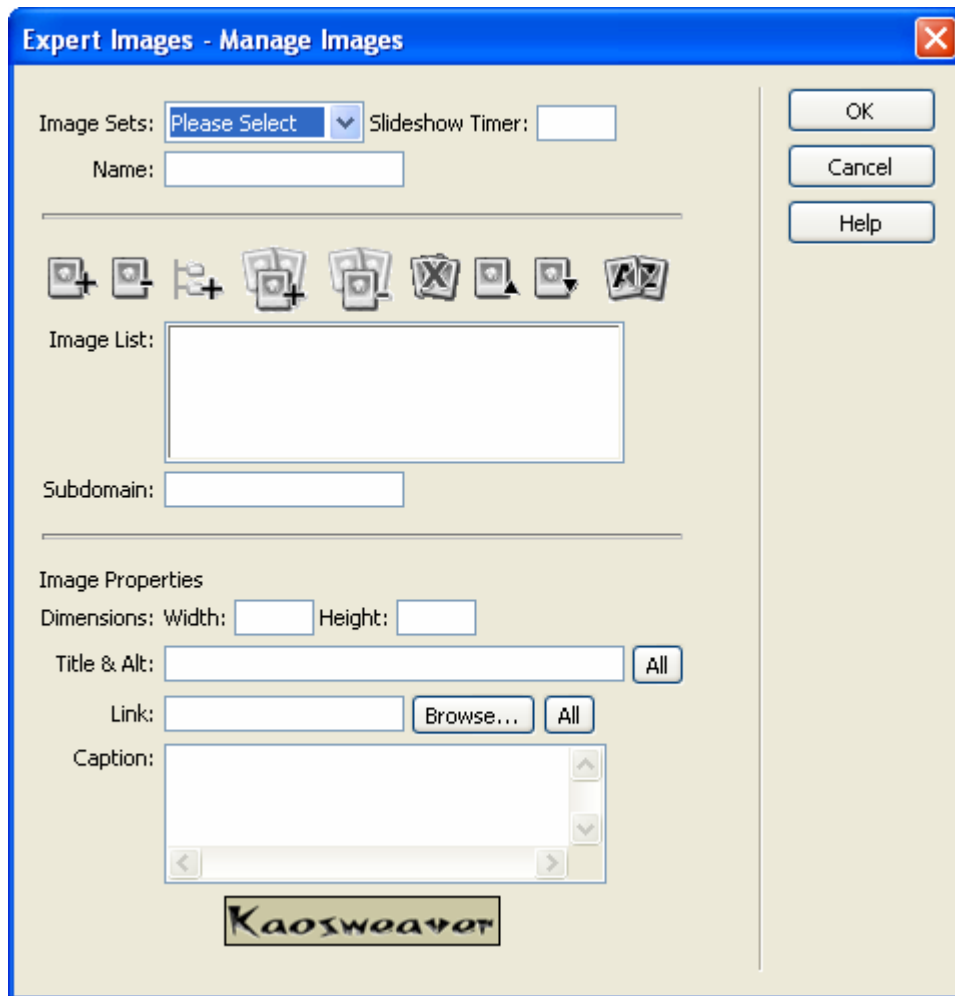 Expert Images - Manage Images
Image Sets: Please Select Slideshow Timer:
OK
Name:
Cancel
Help
X AZ
Image List:
Subdomain:
Image Properties
Dimensions: Width: Height:
Title & Alt: All
Link: Browse... All
Caption:
Kaosweaver